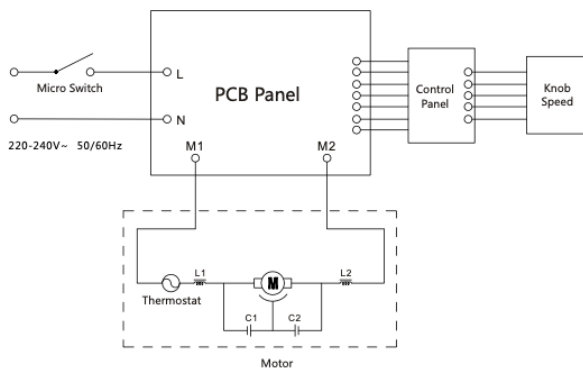 L
Micro Switch
PCB Panel
Control
Panel
Knob
Speed
N
220-240V~ 50/60Hz
M1
M2
L1
M
L2
Thermostat
C1
C2
Motor